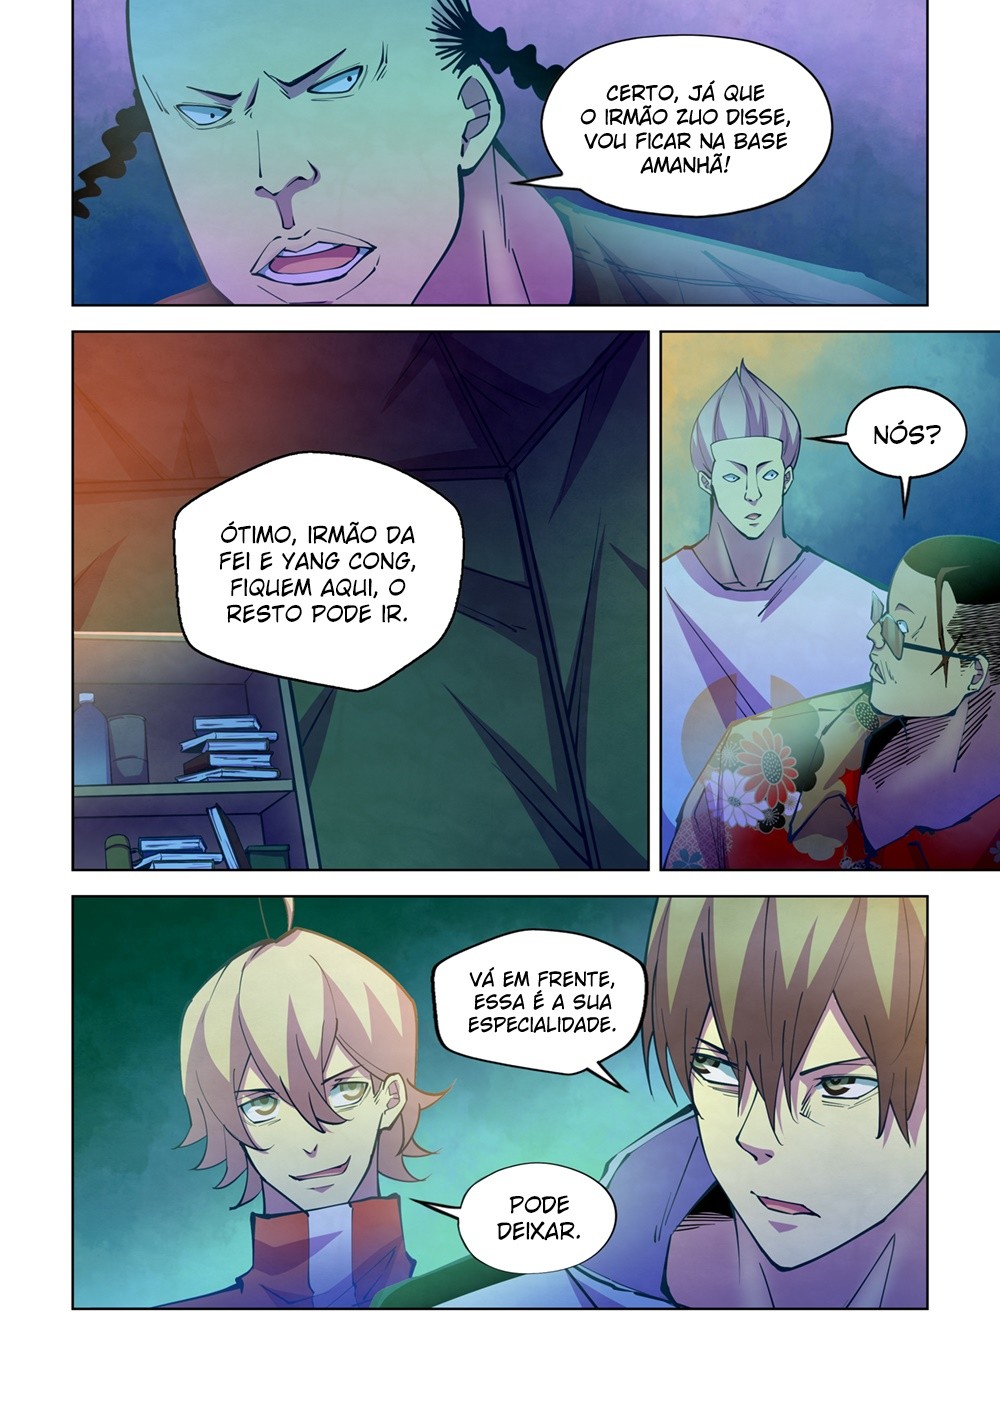 CERTO, JÁ QUE
O IRMÃO ZUO DISSE,
VOU FICAR NA BASE
AMANHÃ!
ÓTIMO, IRMÃO DA
FEI E YANG CONG,
FIQUEM AQUI, O
RESTO PODE IR.
NÓS?
VÁ EM FRENTE,
ESSA É A SUA
ESPECIALIDADE.
PODE
DEIXAR.